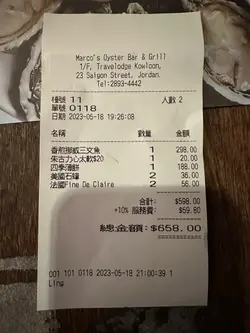 Marco's Oyster Bar & Grill
1/F, Travelodge Kowloon,
23 Saigon Street, Jordan.
Tel:2893-4442
檯號 11 人數 2
單號 0118
日期 2023-05-18 19:26:08
名稱 數量 金額
香煎挪威三文魚 1 298.00
朱古力心太軟$20 1 20.00
四季薄餅 1 188.00
美國石蠔 2 36.00
法國Fine De Claire 2 56.00
合計: $598.00
+10% 服務費: $59.80
總金額: $658.00
001 101 0118 2023-05-18 21:00:39 1
Ling